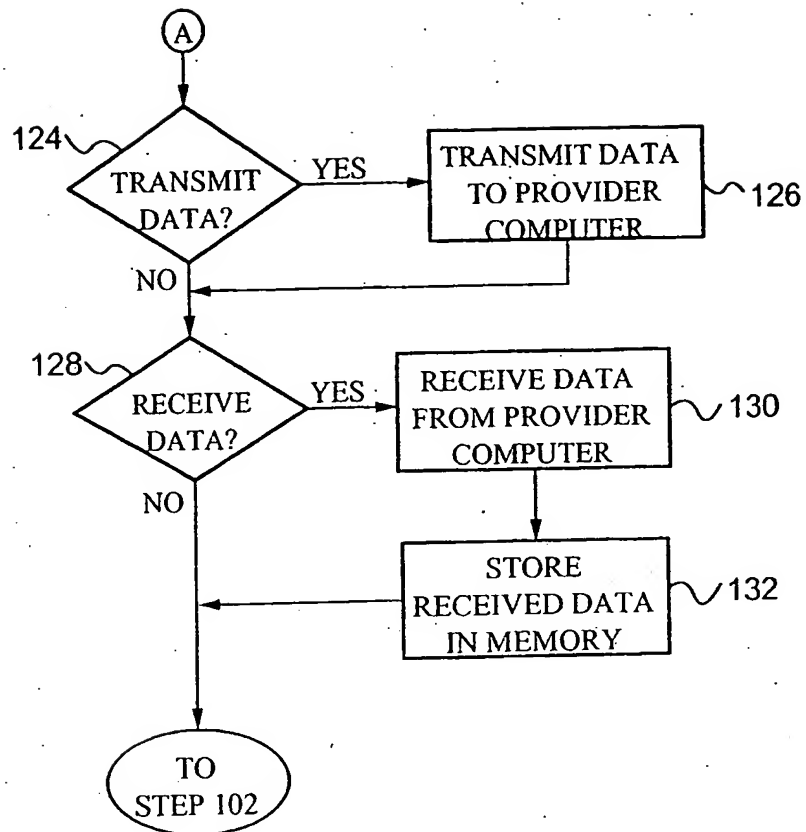 A
124
TRANSMIT
DATA?
YES
TRANSMIT DATA
TO PROVIDER
COMPUTER
126
NO
128
RECEIVE
DATA?
YES
RECEIVE DATA
FROM PROVIDER
COMPUTER
130
NO
STORE
RECEIVED DATA
IN MEMORY
132
TO
STEP 102